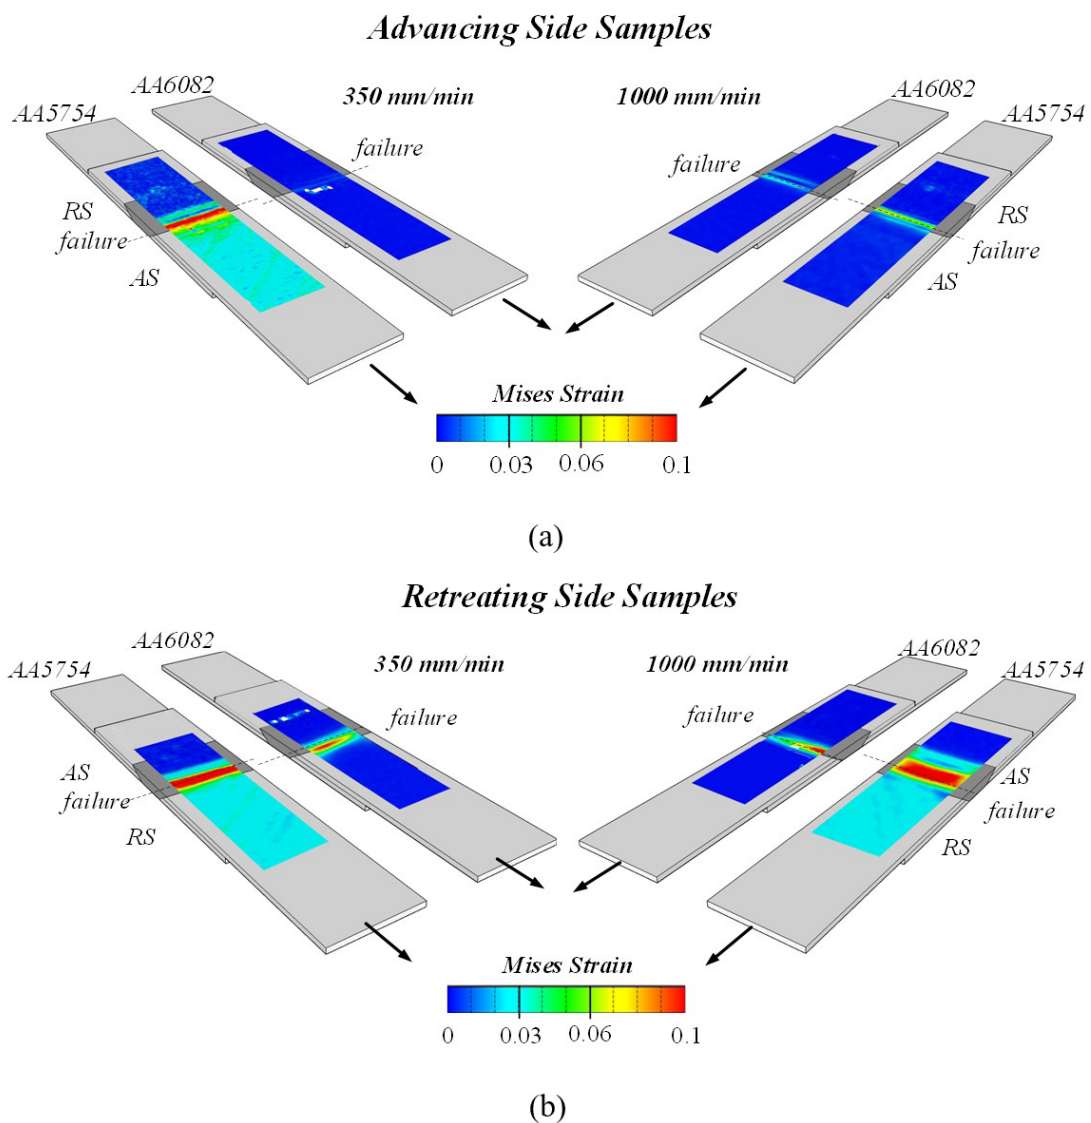 Advancing Side Samples
AA6082
350 mm/min
1000 mm/min
AA6082
AA5754
AA5754
failure
failure
RS
failure
AS
RS
failure
AS
Mises Strain
0
0.03
0.06
0.1
(a)
Retreating Side Samples
AA6082
350 mm/min
1000 mm/min
AA6082
AA5754
AA5754
failure
failure
AS
failure
RS
AS
failure
RS
Mises Strain
0
0.03
0.06
0.1
(b)